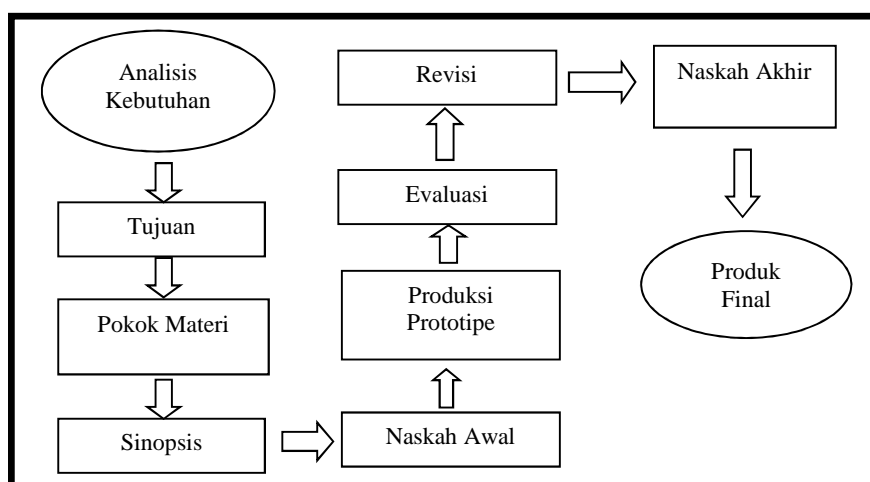 Analisis
Kebutuhan
Tujuan
Pokok Materi
Sinopsis
Naskah Awal
Produksi
Prototipe
Evaluasi
Revisi
Naskah Akhir
Produk
Final